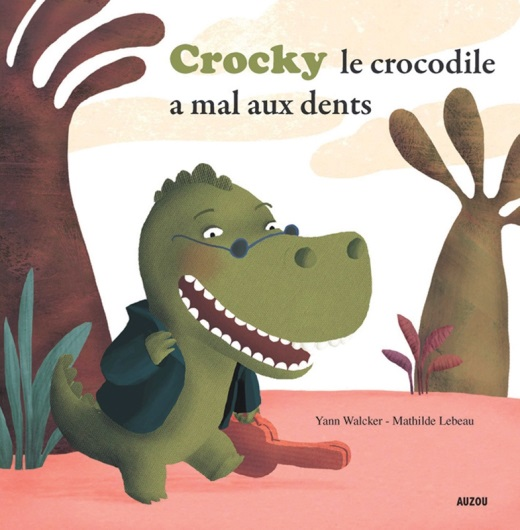 Crocky le crocodile
a mal aux dents
Yann Walcker - Mathilde Lebeau
AUZOU